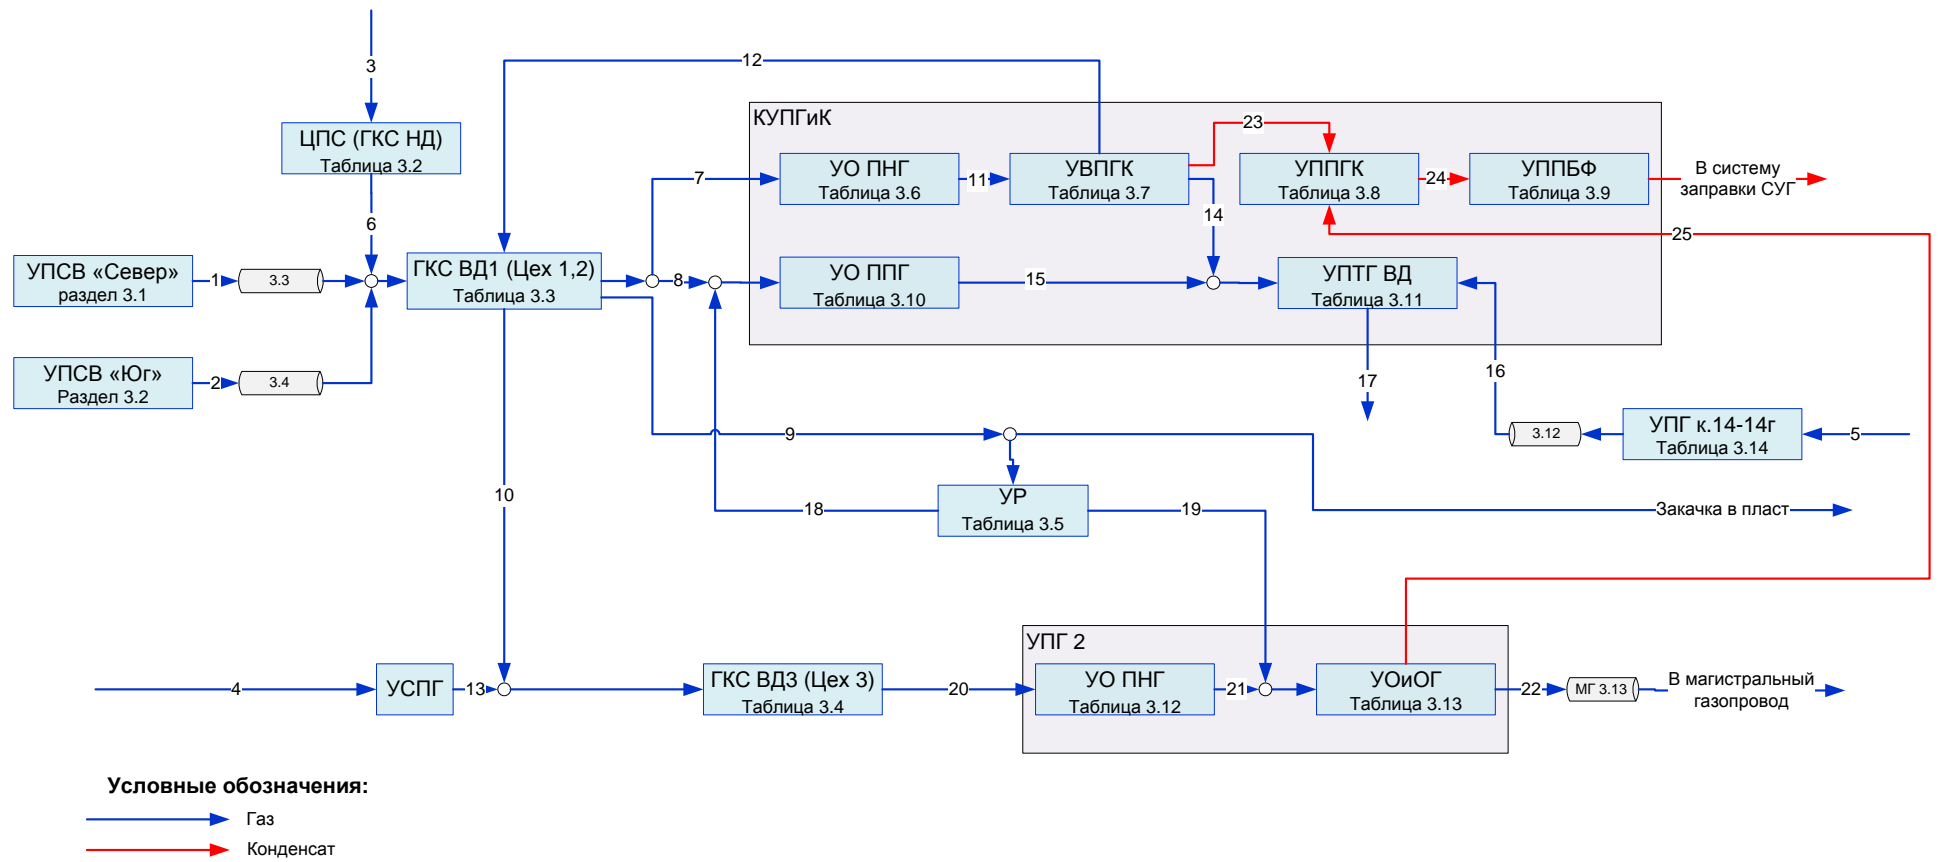 3
12
ЦПС (ГКС НД)
Таблица 3.2
КУПГиК
23
7
УО ПНГ
Таблица 3.6
11
УВПГК
Таблица 3.7
УППГК
Таблица 3.8
24
УППБФ
Таблица 3.9
В систему
заправки СУГ
6
14
25
УПСВ «Север»
раздел 3.1
1
3.3
ГКС ВД1 (Цех 1,2)
Таблица 3.3
8
УО ППГ
Таблица 3.10
15
УПТГ ВД
Таблица 3.11
УПСВ «Юг»
Раздел 3.2
2
3.4
17
16
9
3.12
УПГ к.14-14г
Таблица 3.14
5
10
18
УР
Таблица 3.5
19
Закачка в пласт
УПГ 2
4
УСПГ
13
ГКС ВД3 (Цех 3)
Таблица 3.4
20
УО ПНГ
Таблица 3.12
21
УОиОГ
Таблица 3.13
22
МГ 3.13
В магистральный
газопровод
Условные обозначения:
Газ
Конденсат